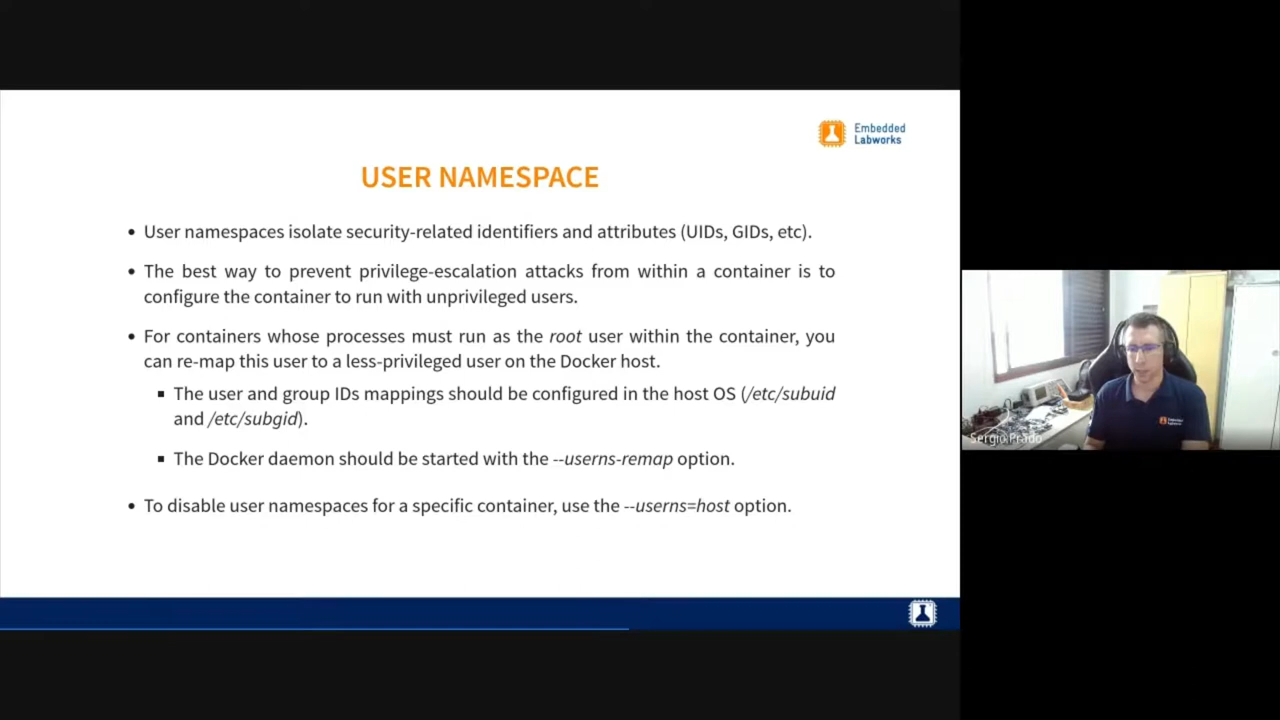 Embedded
Labworks
USER NAMESPACE
• User namespaces isolate security-related identifiers and attributes (UIDs, GIDs, etc).
• The best way to prevent privilege-escalation attacks from within a container is to
configure the container to run with unprivileged users.
• For containers whose processes must run as the root user within the container, you
can re-map this user to a less-privileged user on the Docker host.
▪ The user and group IDs mappings should be configured in the host OS (/etc/subuid
and /etc/subgid).
▪ The Docker daemon should be started with the --userns-remap option.
• To disable user namespaces for a specific container, use the --userns=host option.
Sergio Prado
Embedded
Labworks